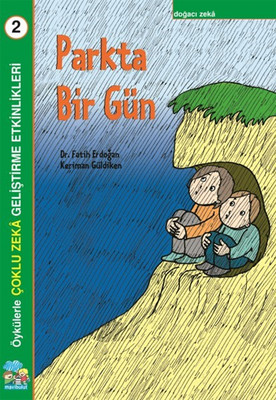 doğacı zekâ
2
Öykülerle ÇOKLU ZEKÂ GELİŞTİRME ETKİNLİKLERİ
Parkta
Bir Gün
Dr. Fatih Erdoğan
Keriman Güldiken
mavibulut